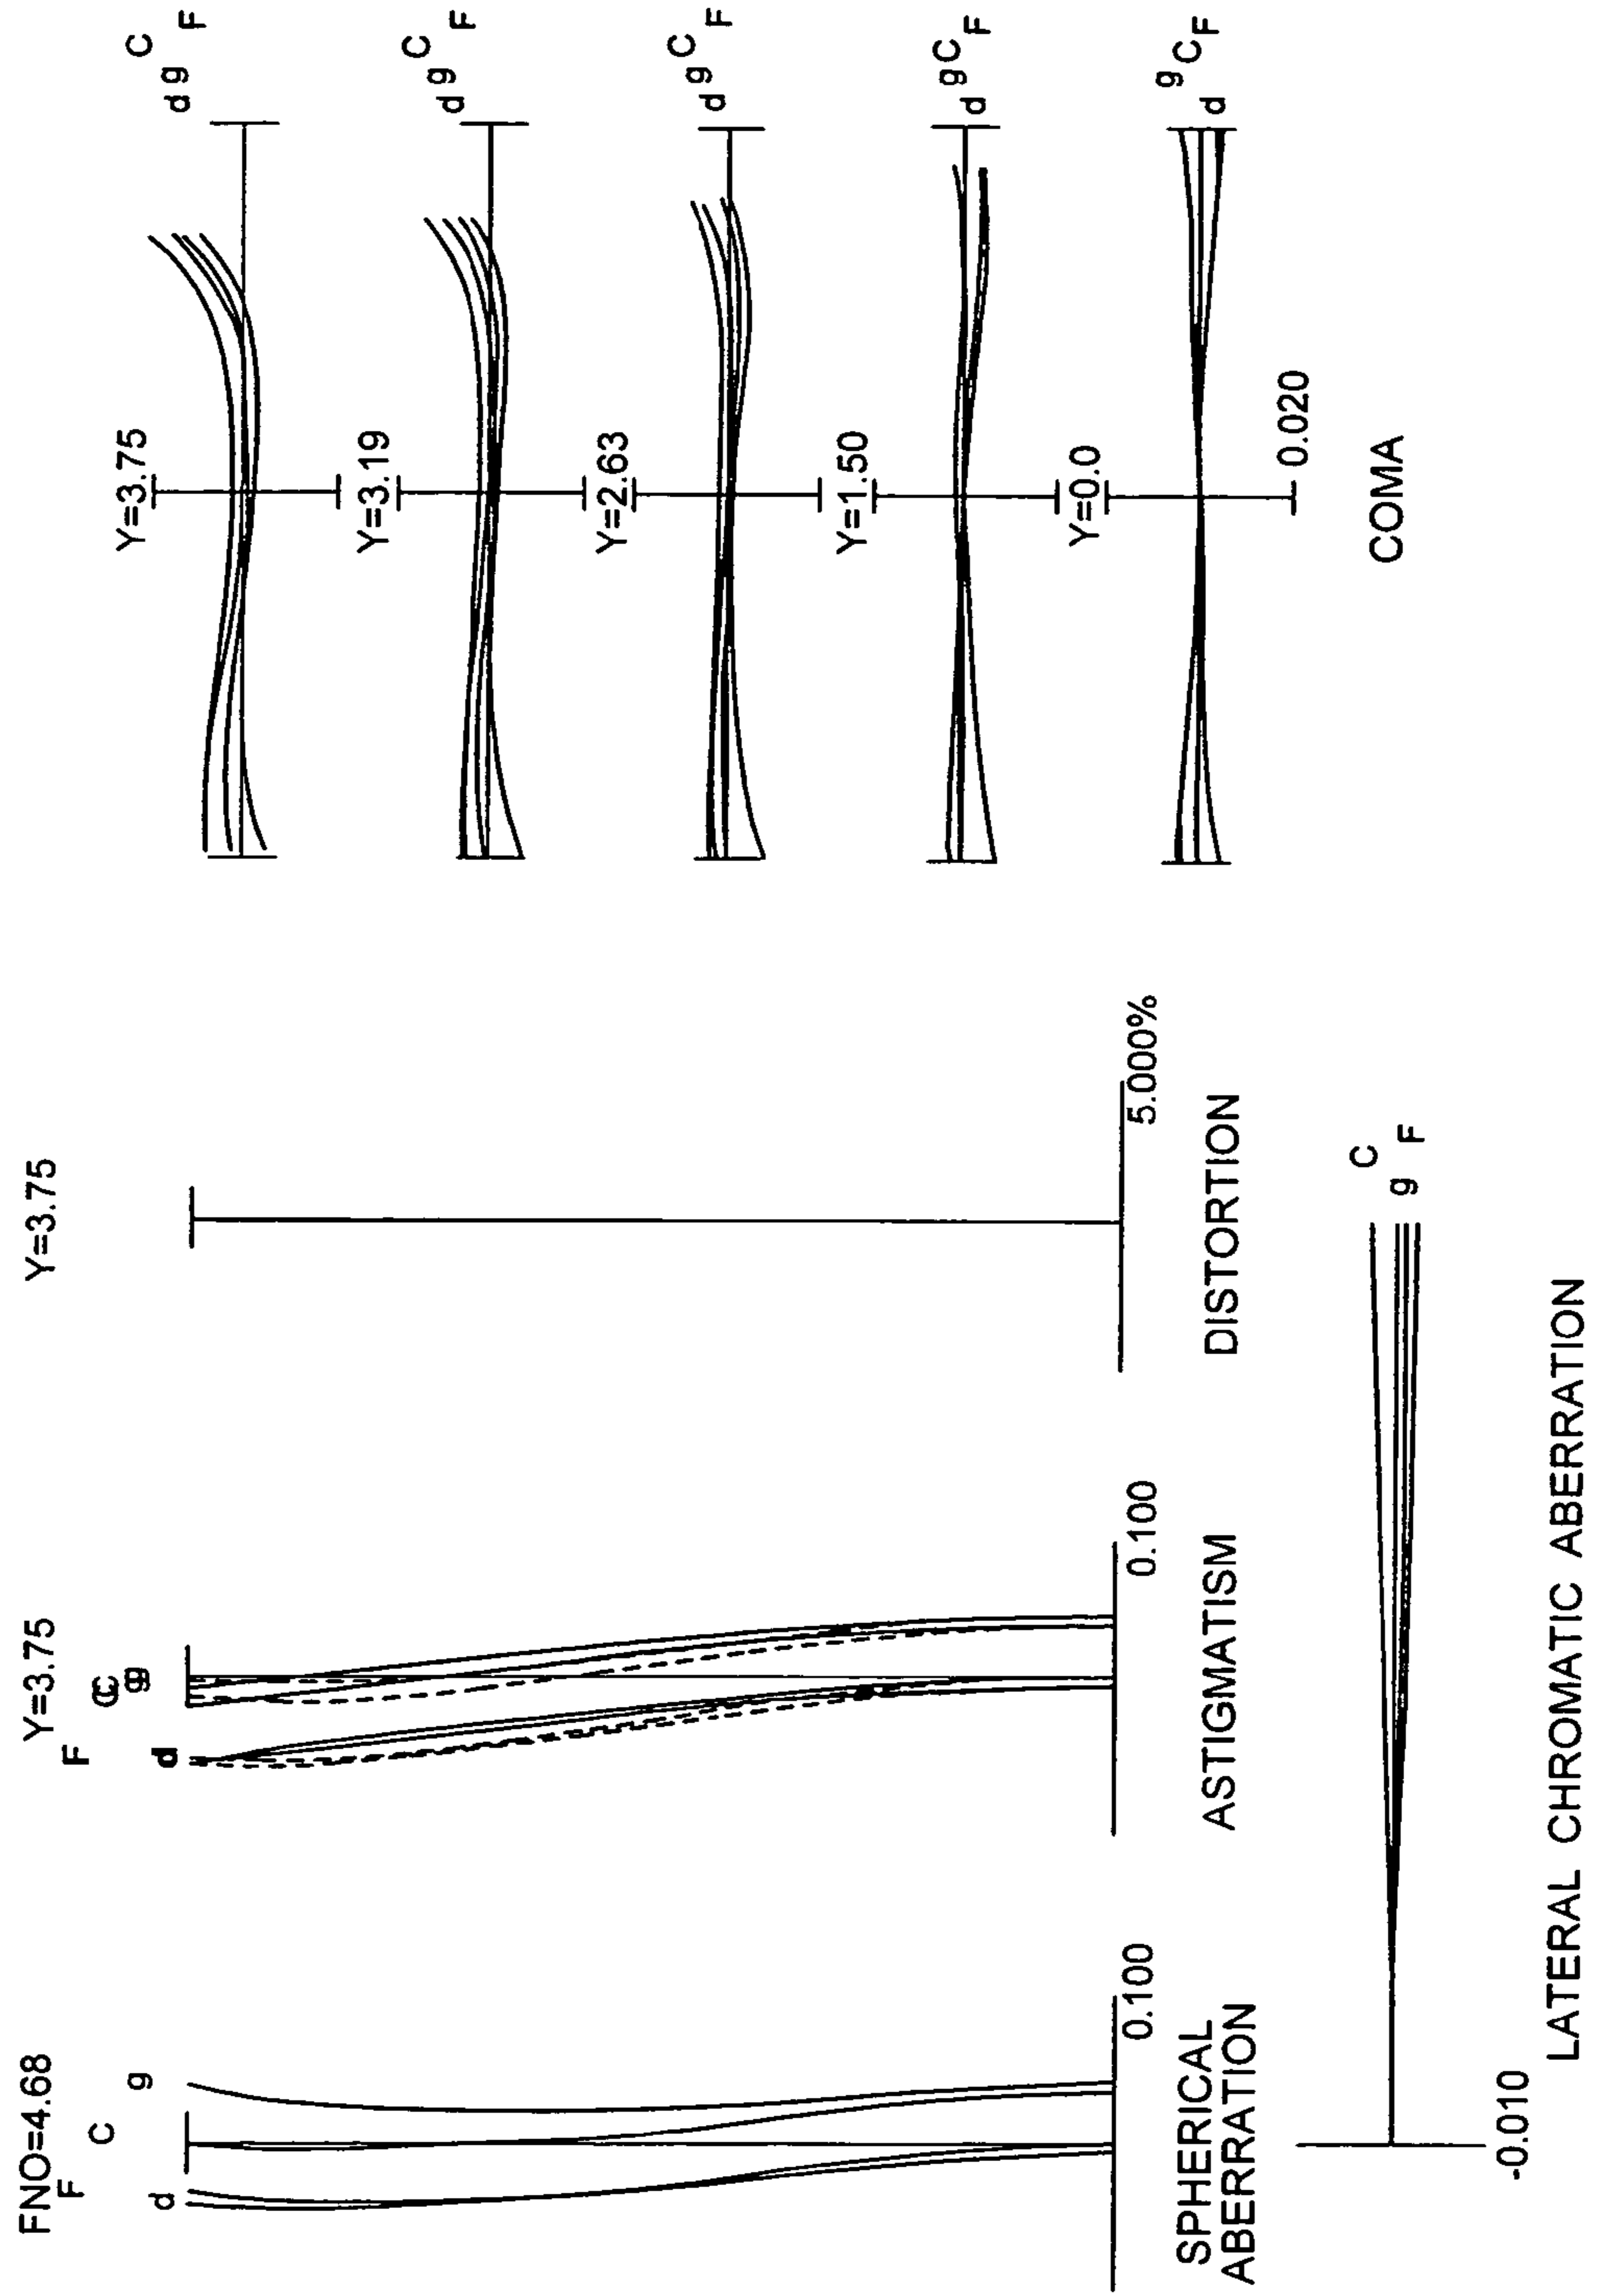 FNO=4.68
F
C
g
d
0.100
SPHERICAL
ABERRATION
Y=3.75
F
C
g
d
0.100
ASTIGMATISM
Y=3.75
5.000%
DISTORTION
Y=3.75
d g C F
Y=3.19
d g C F
Y=2.63
d g C F
Y=1.50
d g C F
Y=0.0
d g C F
0.020
COMA
C
g F
-0.010
LATERAL CHROMATIC ABERRATION